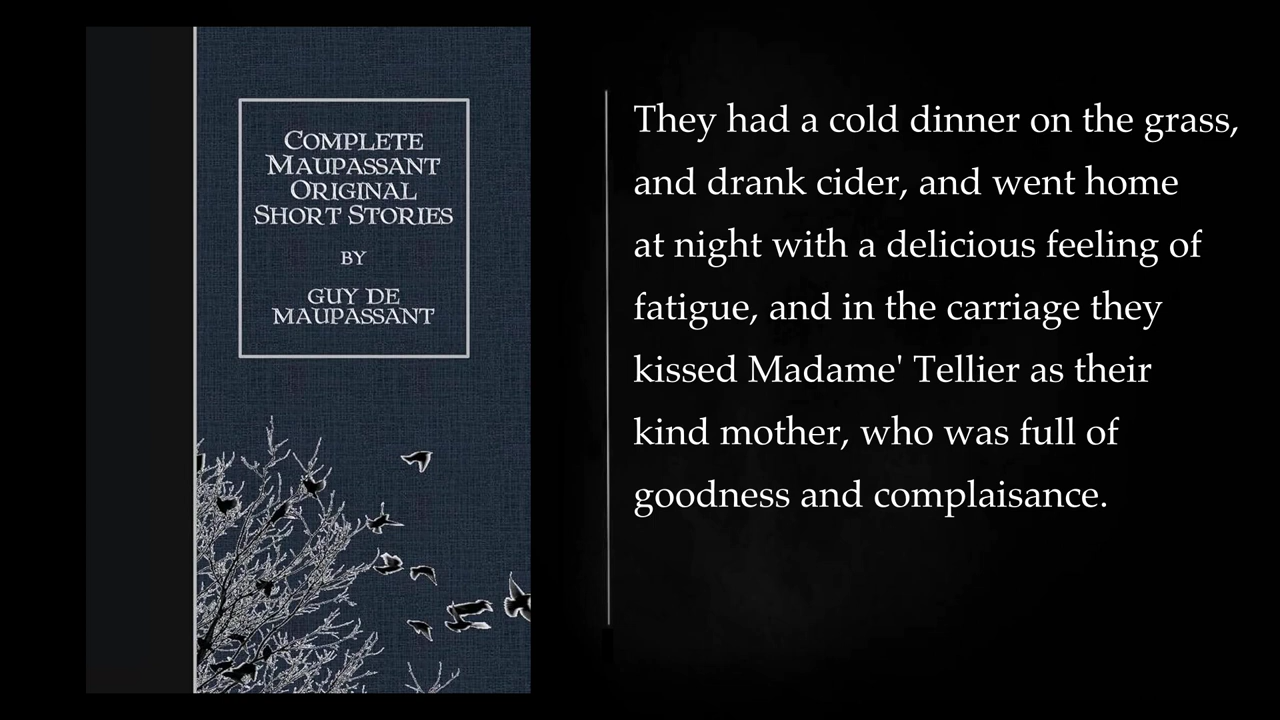 COMPLETE
MAUPASSANT
ORIGINAL
SHORT STORIES
BY
GUY DE
MAUPASSANT
They had a cold dinner on the grass,
and drank cider, and went home
at night with a delicious feeling of
fatigue, and in the carriage they
kissed Madame' Tellier as their
kind mother, who was full of
goodness and complaisance.